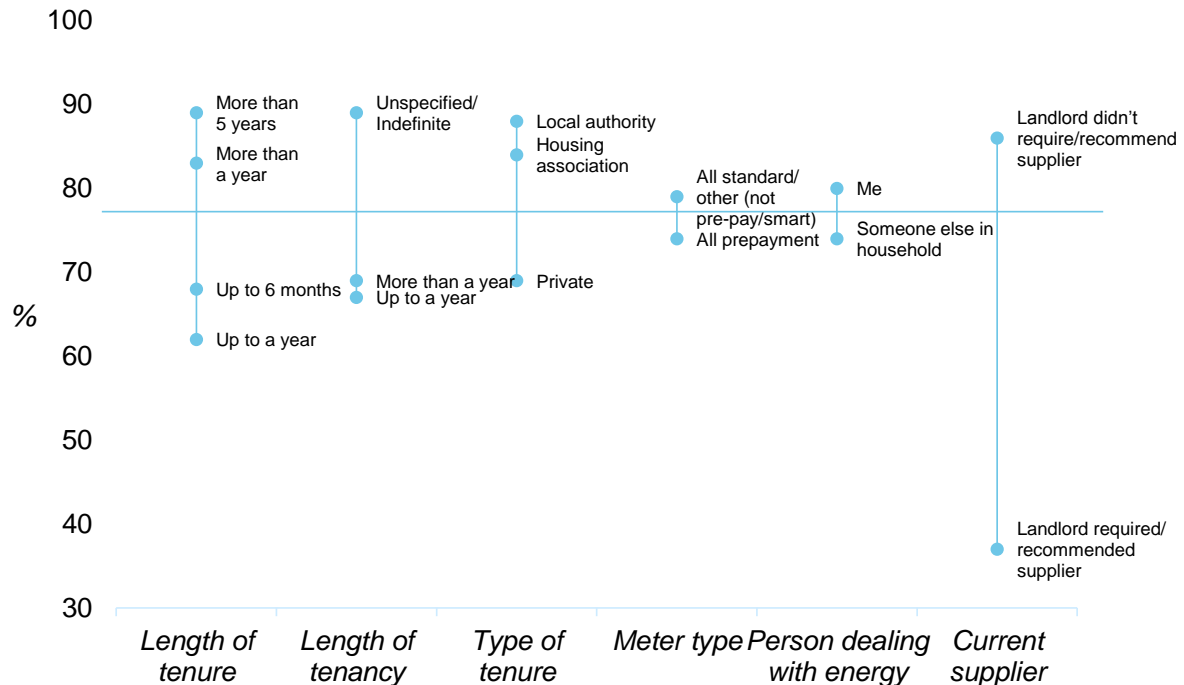 100
90
80
70
%
60
50
40
30
More than
5 years
More than
a year
Up to 6 months
Up to a year
Unspecified/
Indefinite
More than a year
Up to a year
Local authority
Housing
association
Private
All standard/
other (not
pre-pay/smart)
All prepayment
Me
Someone else in
household
Landlord didn't
require/recommend
supplier
Landlord required/
recommended
supplier
Length of
tenure
Length of
tenancy
Type of
tenure
Meter type
Person dealing
with energy
Current
supplier